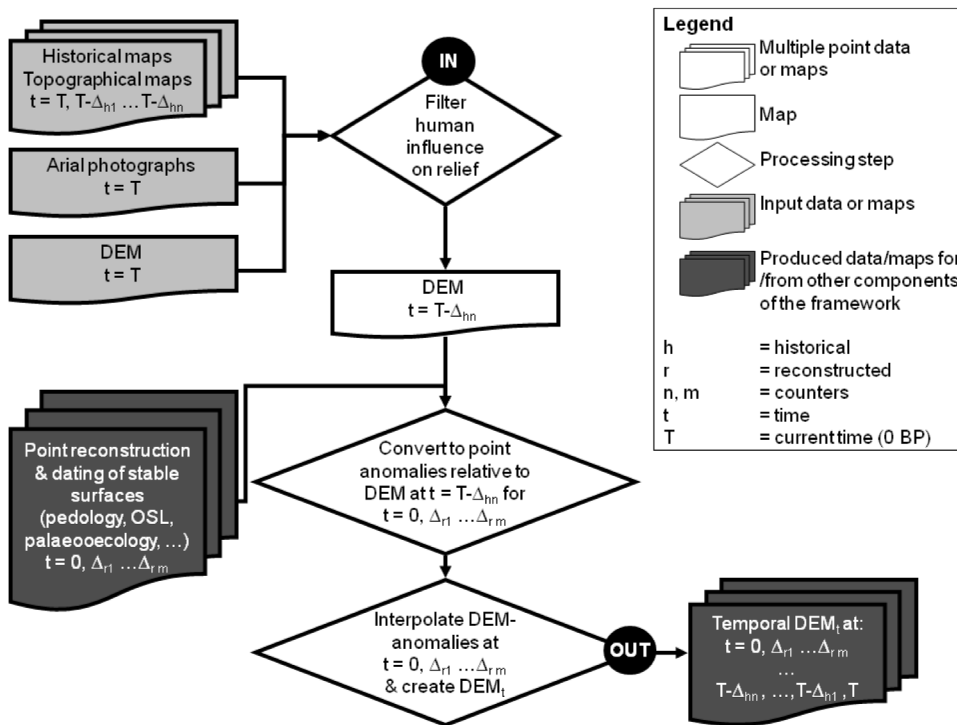 Historical maps
Topographical maps
t = T, T-Δh1 ...T-Δhn
Arial photographs
t = T
DEM
t = T
IN
Filter
human
influence
on relief
DEM
t = T-Δhn
Point reconstruction
& dating of stable
surfaces
(pedology, OSL,
palaeooecology, ...)
t = 0, Δr1 ...Δr m
Convert to point
anomalies relative to
DEM at t = T-Δhn for
t = 0, Δr1 ...Δr m
Interpolate DEM-
anomalies at
t = 0, Δr1 ...Δr m
& create DEMt
OUT
Temporal DEMt at:
t = 0, Δr1 ...Δr m
...
T-Δhn , ...,T-Δh1 ,T
Legend
Multiple point data
or maps
Map
Processing step
Input data or maps
Produced data/maps for
/from other components
of the framework
h = historical
r = reconstructed
n, m = counters
t = time
T = current time (0 BP)